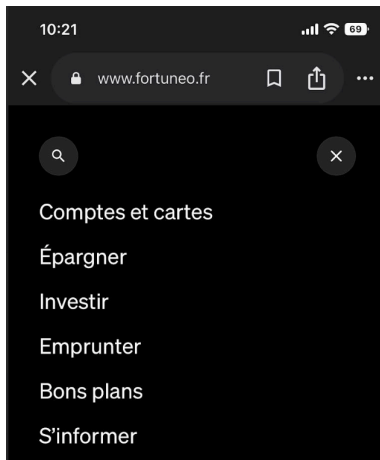 10:21
69
www.fortuneo.fr
Comptes et cartes
Épargner
Investir
Emprunter
Bons plans
S’informer